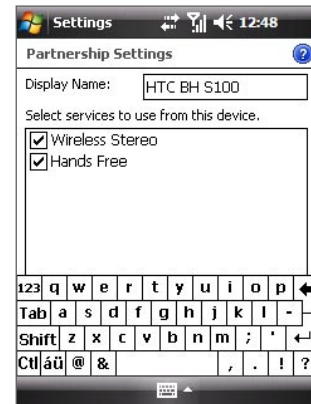 Settings 12:48
Partnership Settings ?
Display Name: HTC BH S100
Select services to use from this device.
Wireless Stereo
Hands Free
123 q w e r t y u i o p
Tab a s d f g h j k l -
Shift z x c v b n m ; '
Ctl áü @ & , . ! ?